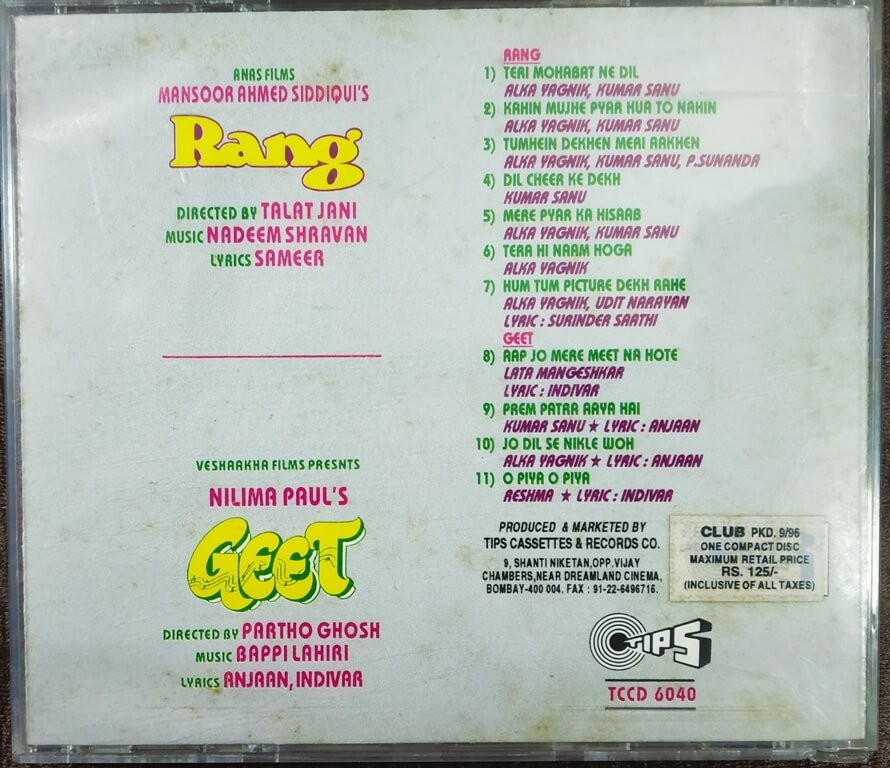 ANAS FILMS
MANSOOR AHMED SIDDIQUI'S
Rang
DIRECTED BY TALAT JANI
MUSIC NADEEM SHRAVAN
LYRICS SAMEER
VESHAAKHA FILMS PRESNTS
NILIMA PAUL'S
GEET
DIRECTED BY PARTHO GHOSH
MUSIC BAPPI LAHIRI
LYRICS ANJAAN, INDIVAR
RANG
1) TERI MOHABAT NE DIL
ALKA YAGNIK, KUMAR SANU
2) KAHIN MUJHE PYAR HUA TO NAHIN
ALKA YAGNIK, KUMAR SANU
3) TUMHEIN DEKHEN MERI AAKHEN
ALKA YAGNIK, KUMAR SANU, P.SUNANDA
4) DIL CHEER KE DEKH
KUMAR SANU
5) MERE PYAR KA HISAAB
ALKA YAGNIK, KUMAR SANU
6) TERA HI NAAM HOGA
ALKA YAGNIK
7) HUM TUM PICTURE DEKH RAHE
ALKA YAGNIK, UDIT NARAYAN
LYRIC : SURINDER SAATHI
GEET
8) AAP JO MERE MEET NA HOTE
LATA MANGESHKAR
LYRIC : INDIVAR
9) PREM PATRA AAYA HAI
KUMAR SANU ★ LYRIC : ANJAAN
10) JO DIL SE NIKLE WOH
ALKA YAGNIK ★ LYRIC : ANJAAN
11) O PIYA O PIYA
RESHMA ★ LYRIC : INDIVAR
PRODUCED & MARKETED BY
TIPS CASSETTES & RECORDS CO.
9, SHANTI NIKETAN,OPP.VIJAY
CHAMBERS,NEAR DREAMLAND CINEMA,
BOMBAY-400 004. FAX : 91-22-6496716.
CLUB PKD. 9/96
ONE COMPACT DISC
MAXIMUM RETAIL PRICE
RS. 125/-
(INCLUSIVE OF ALL TAXES)
TIPS
TCCD 6040